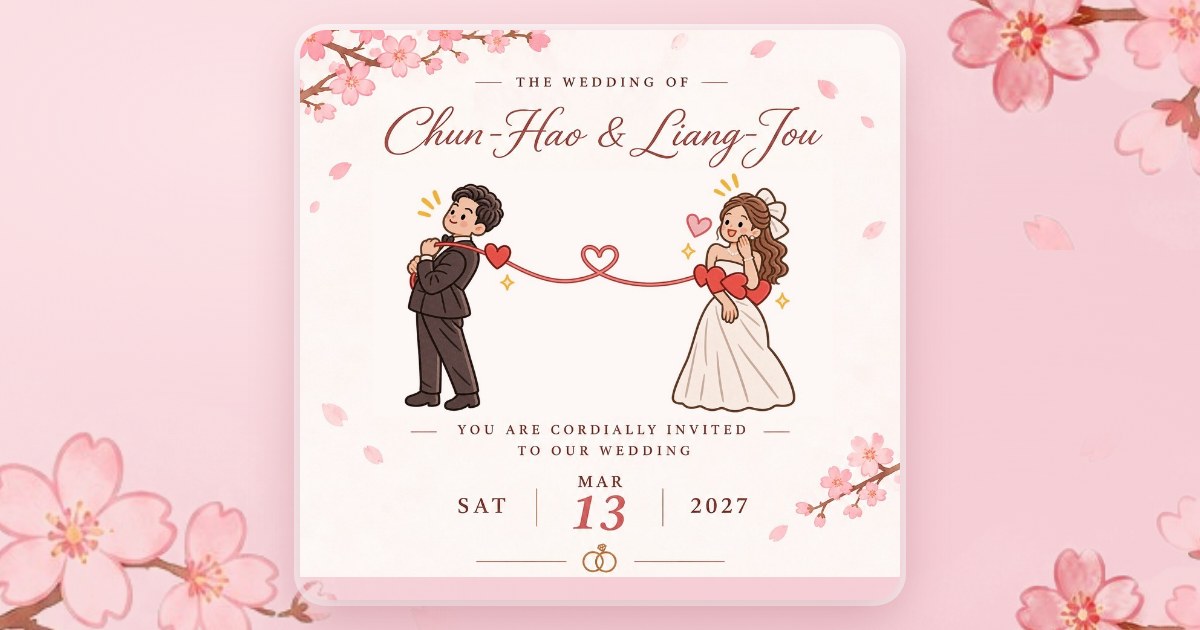 THE WEDDING OF
Chun-Hao & Liang-Jou
YOU ARE CORDIALLY INVITED
TO OUR WEDDING
SAT
MAR
13
2027